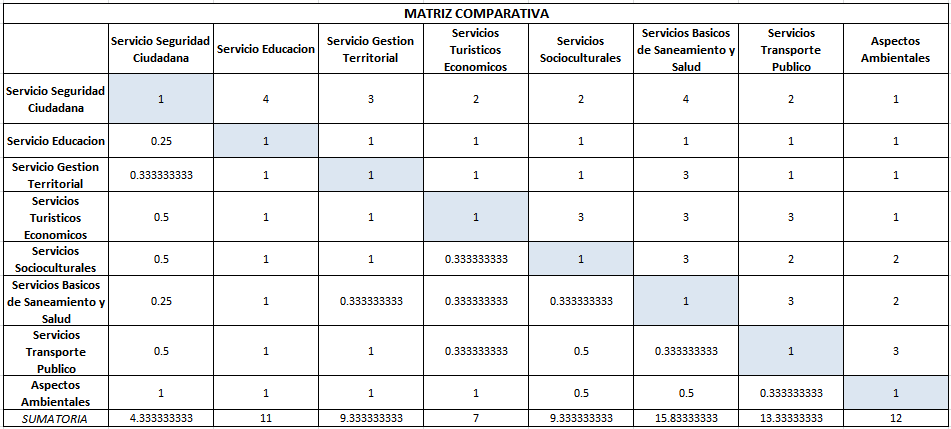 MATRIZ COMPARATIVA
Servicio Seguridad Ciudadana Servicio Educacion Servicio Gestion Territorial Servicios Turisticos Economicos Servicios Socioculturales Servicios Basicos de Saneamiento y Salud Servicios Transporte Publico Aspectos Ambientales
Servicio Seguridad Ciudadana 1 4 3 2 2 4 2 1
Servicio Educacion 0.25 1 1 1 1 1 1 1
Servicio Gestion Territorial 0.333333333 1 1 1 1 3 1 1
Servicios Turisticos Economicos 0.5 1 1 1 3 3 3 1
Servicios Socioculturales 0.5 1 1 0.333333333 1 3 2 2
Servicios Basicos de Saneamiento y Salud 0.25 1 0.333333333 0.333333333 0.333333333 1 3 2
Servicios Transporte Publico 0.5 1 1 0.333333333 0.5 0.333333333 1 3
Aspectos Ambientales 1 1 1 1 0.5 0.5 0.333333333 1
SUMATORIA 4.333333333 11 9.333333333 7 9.333333333 15.83333333 13.33333333 12